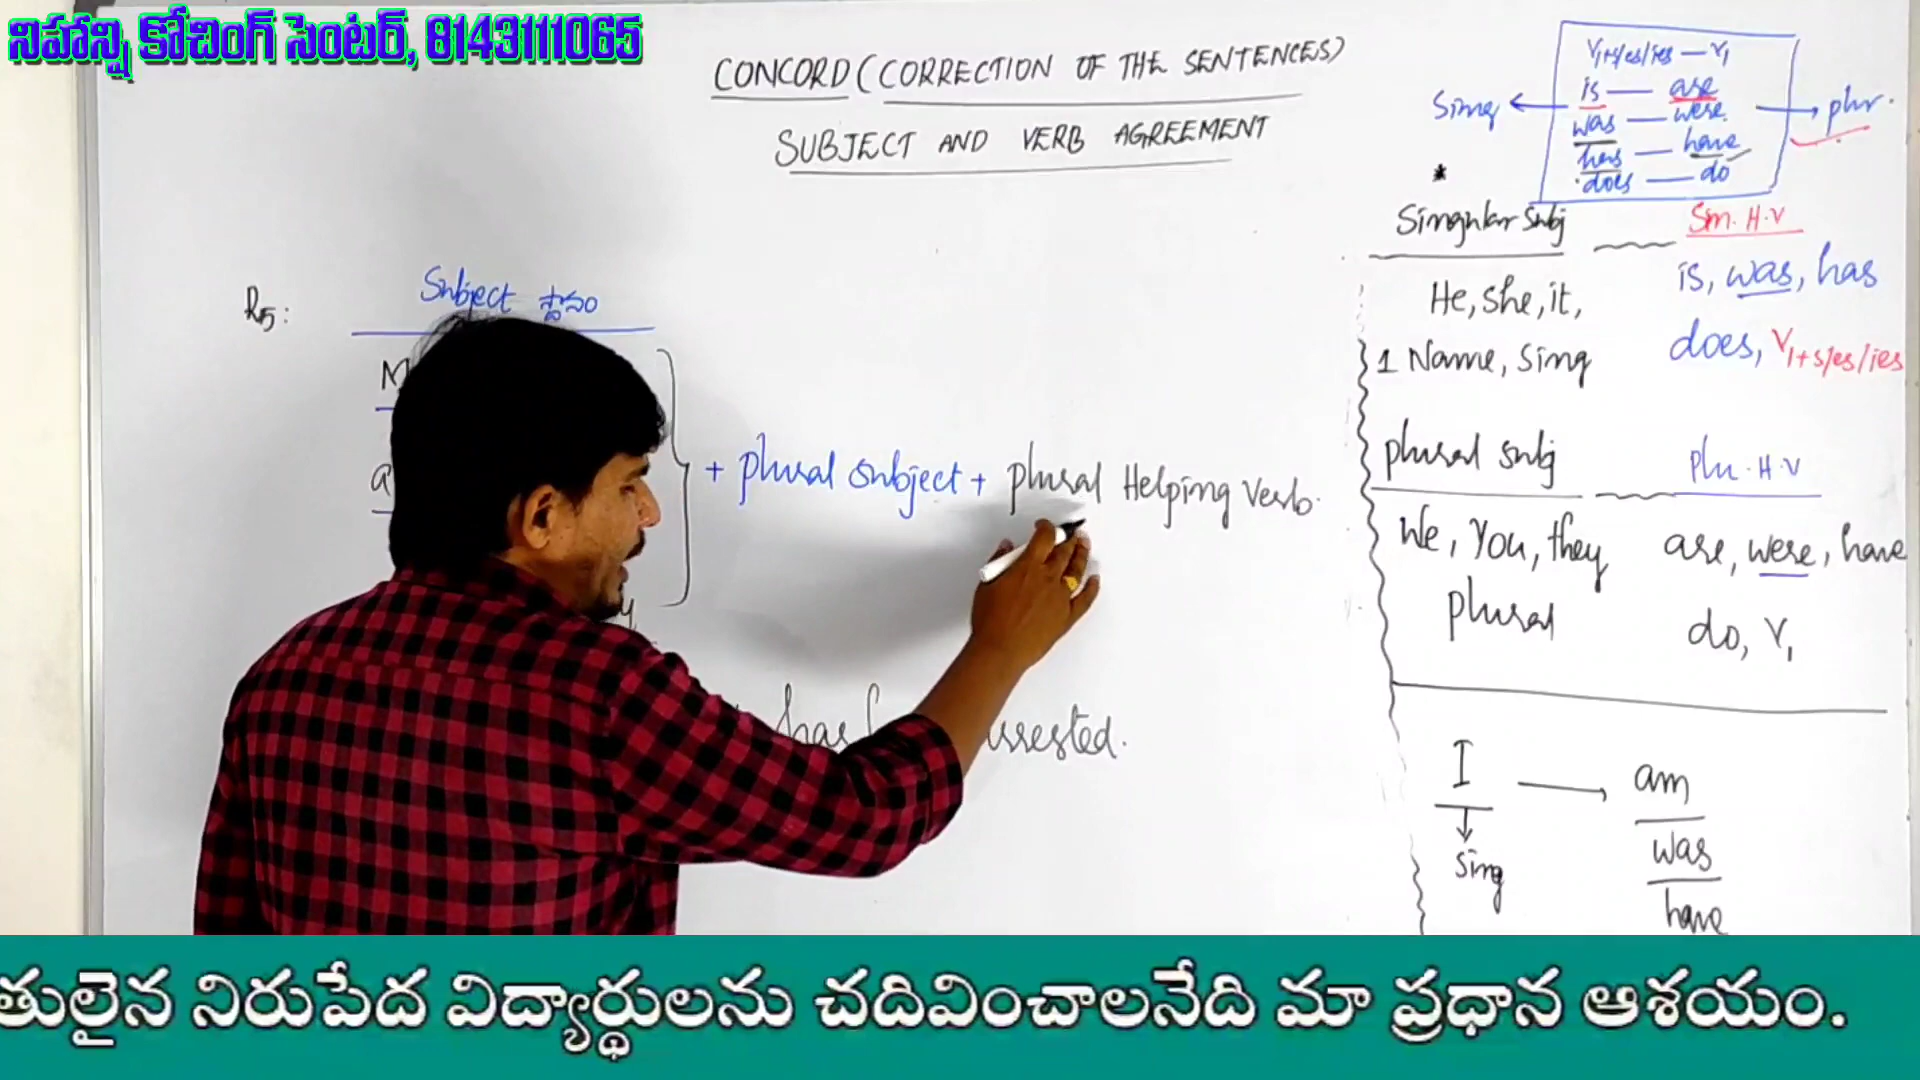 నిహాన్షి కోచింగ్ సెంటర్, 8143111065
CONCORD (CORRECTION OF THE SENTENCES)
SUBJECT AND VERB AGREEMENT
V1+s/es/ies — V1
is — are
was — were
has — have
does — do
Sing
plur.
*
R5:
Subject స్థానం
+ plural subject + plural Helping Verb.
has
arrested.
Singular Subj
Sin. H.V
He, she, it,
is, was, has
1 Name, Sing
does, V1+s/es/ies
plural subj
plu. H.V
We, You, they
are, were, have
plural
do, V1
I
am
Sing
was
have
తులైన నిరుపేద విద్యార్థులను చదివించాలనేది మా ప్రధాన ఆశయం.